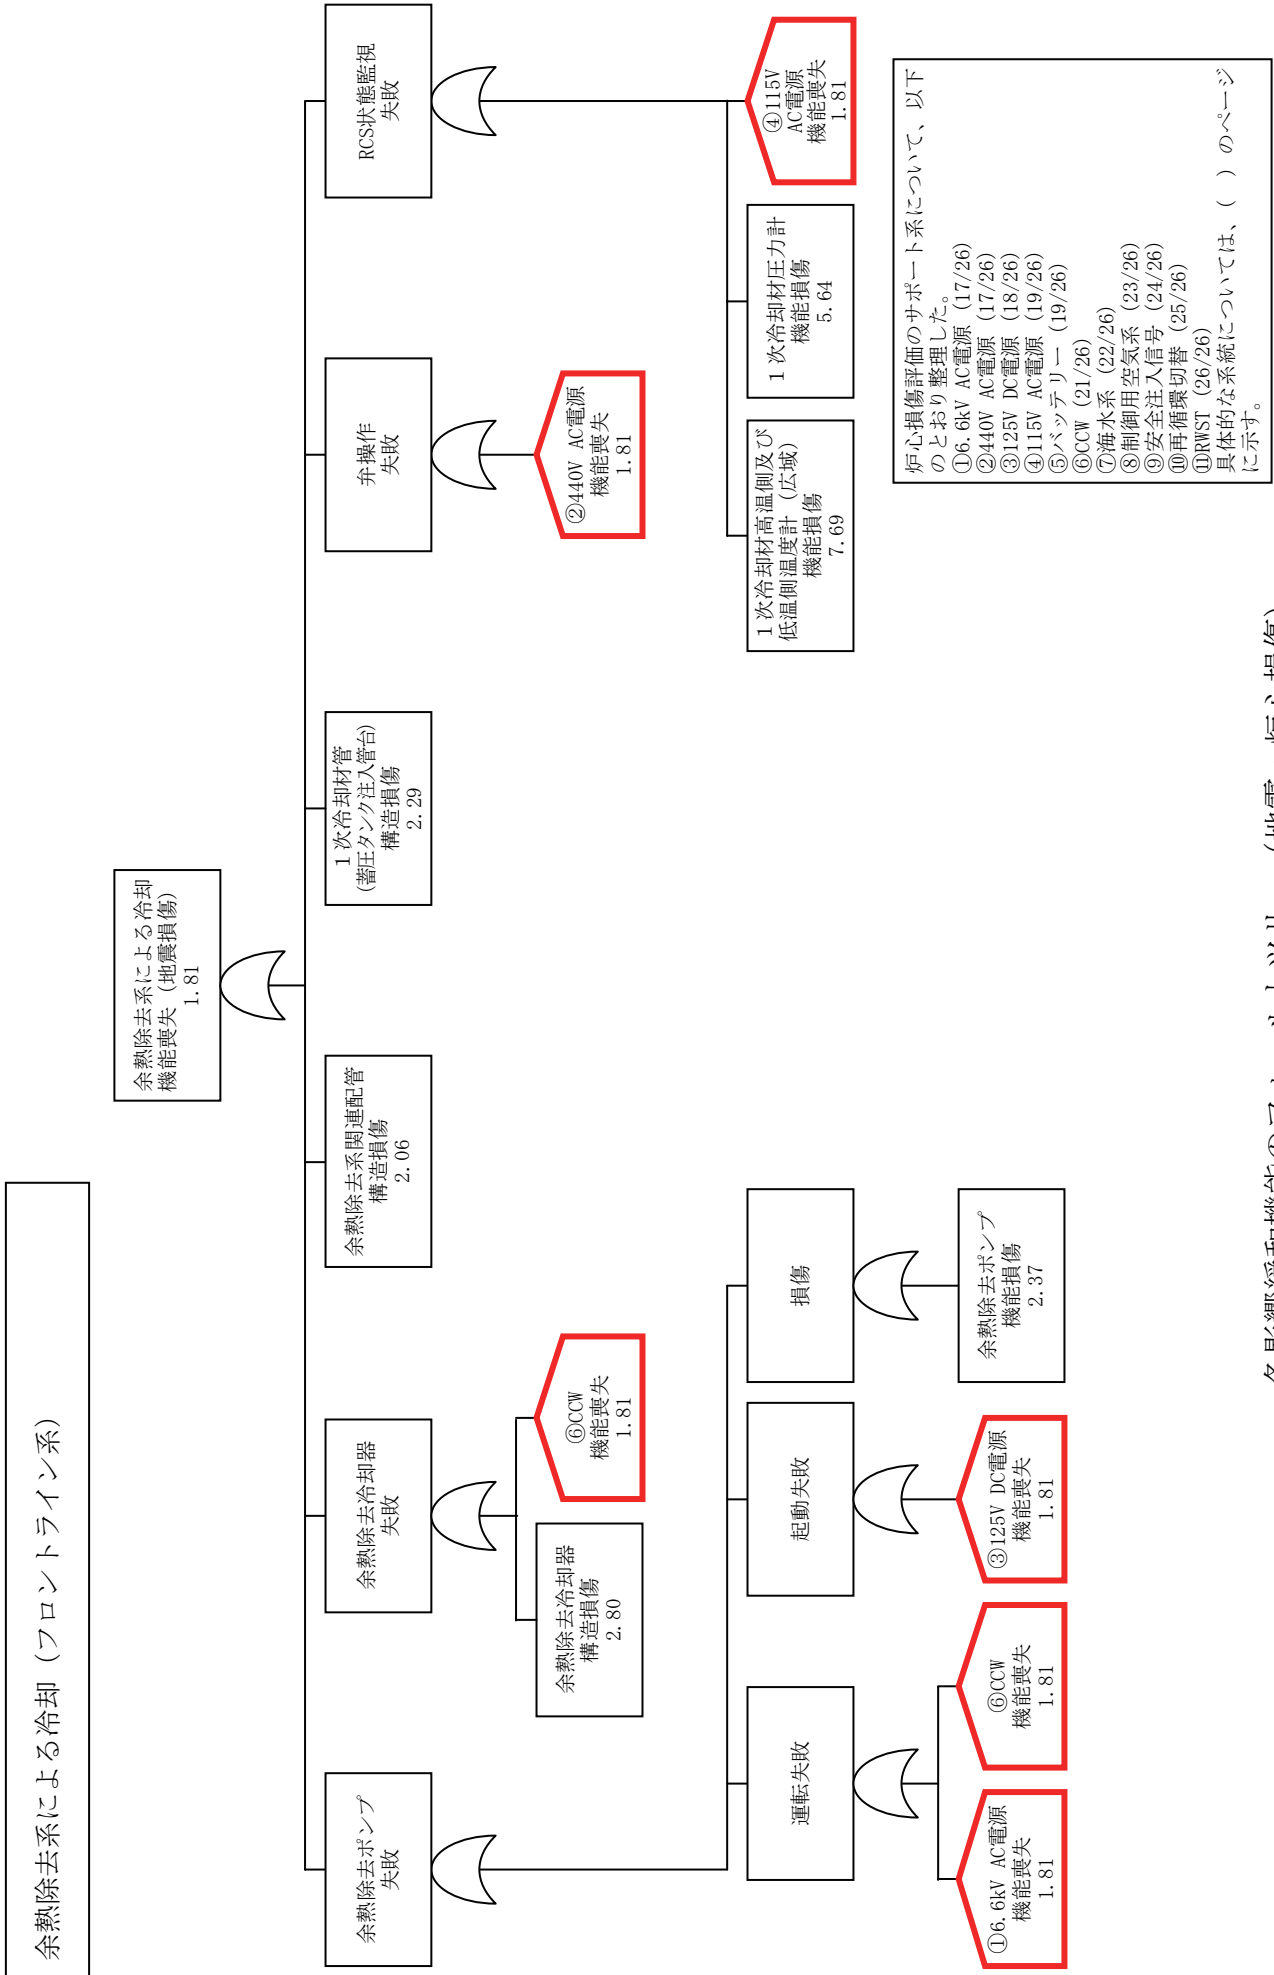 余熱除去系による冷却（フロントライン系）
余熱除去系による冷却
機能喪失（地震損傷）
1.81
余熱除去ポンプ
失敗
余熱除去冷却器
失敗
余熱除去系関連配管
構造損傷
2.06
１次冷却材管
(蓄圧タンク注入管台)
構造損傷
2.29
弁操作
失敗
RCS状態監視
失敗
余熱除去冷却器
構造損傷
2.80
⑥CCW
機能喪失
1.81
②440V AC電源
機能喪失
1.81
運転失敗
起動失敗
損傷
１次冷却材高温側及び
低温側温度計（広域）
機能損傷
7.69
１次冷却材圧力計
機能損傷
5.64
④115V
AC電源
機能喪失
1.81
①6.6kV AC電源
機能喪失
1.81
⑥CCW
機能喪失
1.81
③125V DC電源
機能喪失
1.81
余熱除去ポンプ
機能損傷
2.37
炉心損傷評価のサポート系について、以下
のとおり整理した。
①6.6kV AC電源（17/26）
②440V AC電源（17/26）
③125V DC電源（18/26）
④115V AC電源（19/26）
⑤バッテリー（19/26）
⑥CCW（21/26）
⑦海水系（22/26）
⑧制御用空気系（23/26）
⑨安全注入信号（24/26）
⑩再循環切替（25/26）
⑪RWST（26/26）
具体的な系統については、（ ）のページ
に示す。